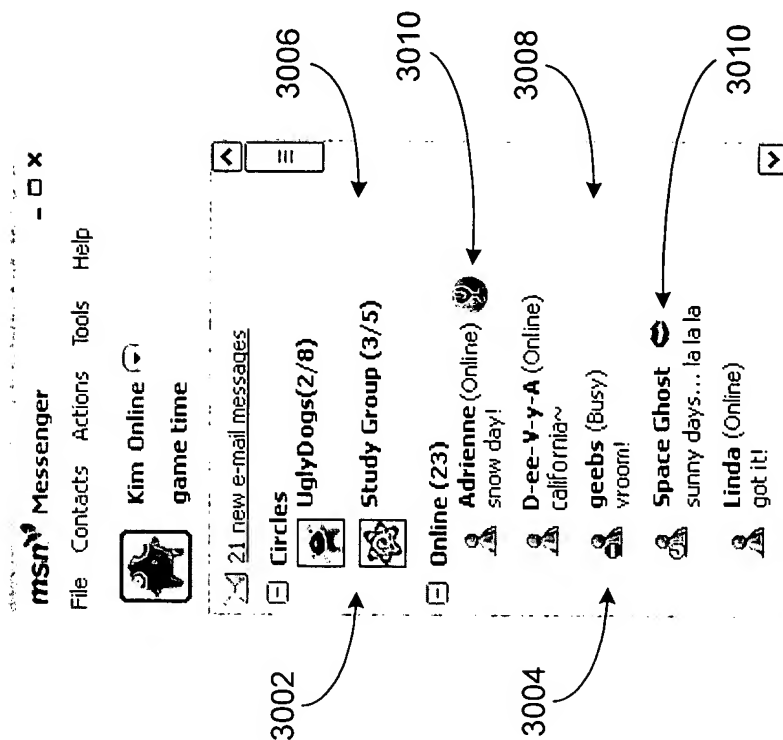 msn Messenger
File Contacts Actions Tools Help
Kim Online
game time
21 new e-mail messages
Circles
UglyDogs(2/8)
Study Group (3/5)
Online (23)
Adrienne (Online)
snow day!
D-ee-V-y-A (Online)
california~
geebs (Busy)
vroom!
Space Ghost
sunny days... la la la
Linda (Online)
got it!
3002
3004
3006
3010
3008
3010